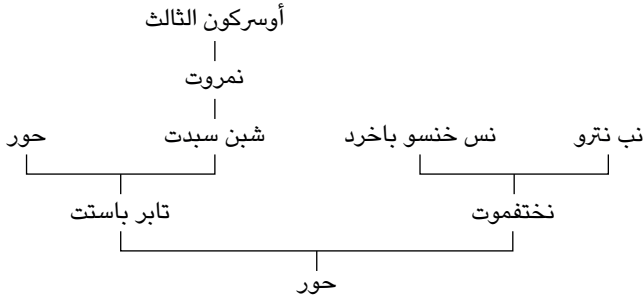 أوسركون الثالث
نمروت
نب نترو نس خنسو باخرد شبن سبدت حور
نختفموت تابر باستت
حور